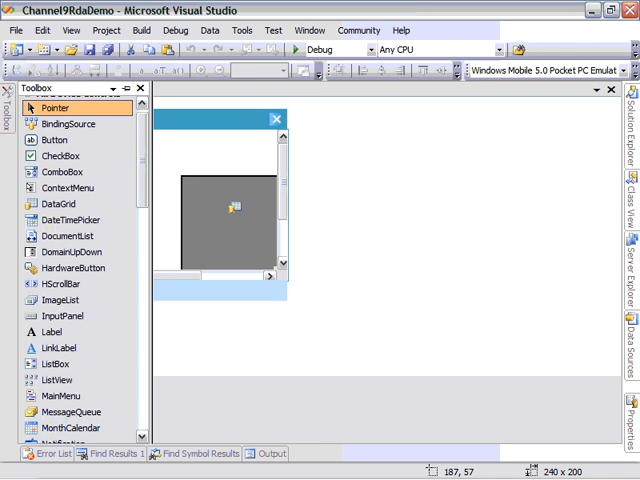 Channel9RdaDemo - Microsoft Visual Studio
File Edit View Project Build Debug Data Tools Test Window Community Help
Debug Any CPU
Windows Mobile 5.0 Pocket PC Emulat
Toolbox
Toolbox
Pointer
BindingSource
Button
CheckBox
ComboBox
ContextMenu
DataGrid
DateTimePicker
DocumentList
DomainUpDown
HardwareButton
HScrollBar
ImageList
InputPanel
Label
LinkLabel
ListBox
ListView
MainMenu
MessageQueue
MonthCalendar
Solution Explorer
Class View
Server Explorer
Data Sources
Properties
Error List Find Results 1 Find Symbol Results Output
187, 57 240 x 200